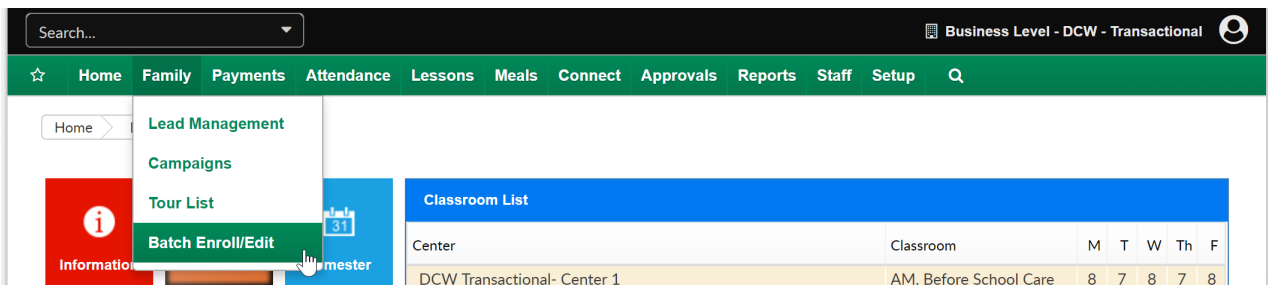 Search...
Business Level - DCW - Transactional
Home Family Payments Attendance Lessons Meals Connect Approvals Reports Staff Setup
Home
Lead Management
Campaigns
Tour List
Batch Enroll/Edit
31
Classroom List
Center Classroom M T W Th F
DCW Transactional- Center 1 AM. Before School Care 8 7 8 7 8